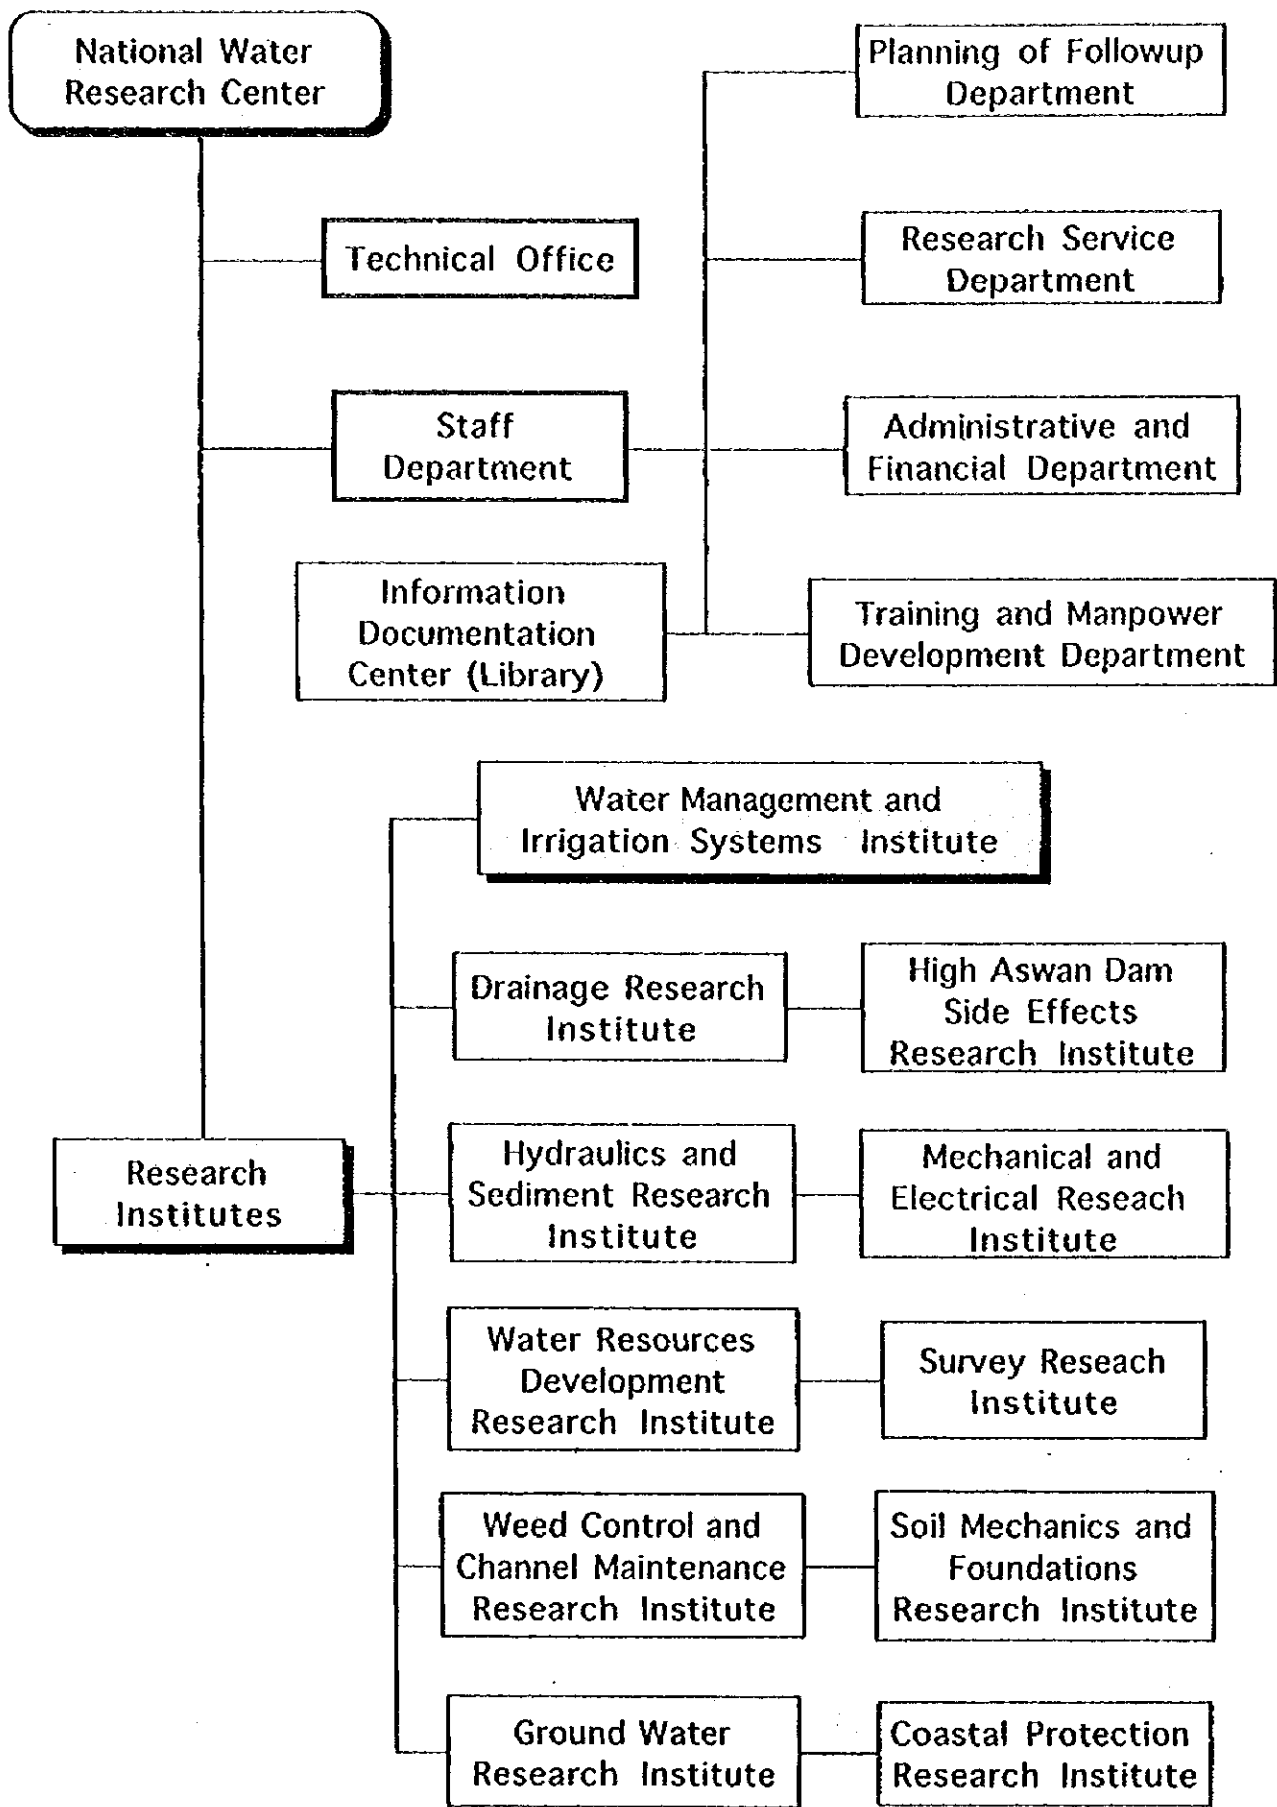 National Water
Research Center
Planning of Followup
Department
Technical Office
Research Service
Department
Staff
Department
Administrative and
Financial Department
Information
Documentation
Center (Library)
Training and Manpower
Development Department
Water Management and
Irrigation Systems Institute
Drainage Research
Institute
High Aswan Dam
Side Effects
Research Institute
Research
Institutes
Hydraulics and
Sediment Research
Institute
Mechanical and
Electrical Reseach
Institute
Water Resources
Development
Research Institute
Survey Reseach
Institute
Weed Control and
Channel Maintenance
Research Institute
Soil Mechanics and
Foundations
Research Institute
Ground Water
Research Institute
Coastal Protection
Research Institute